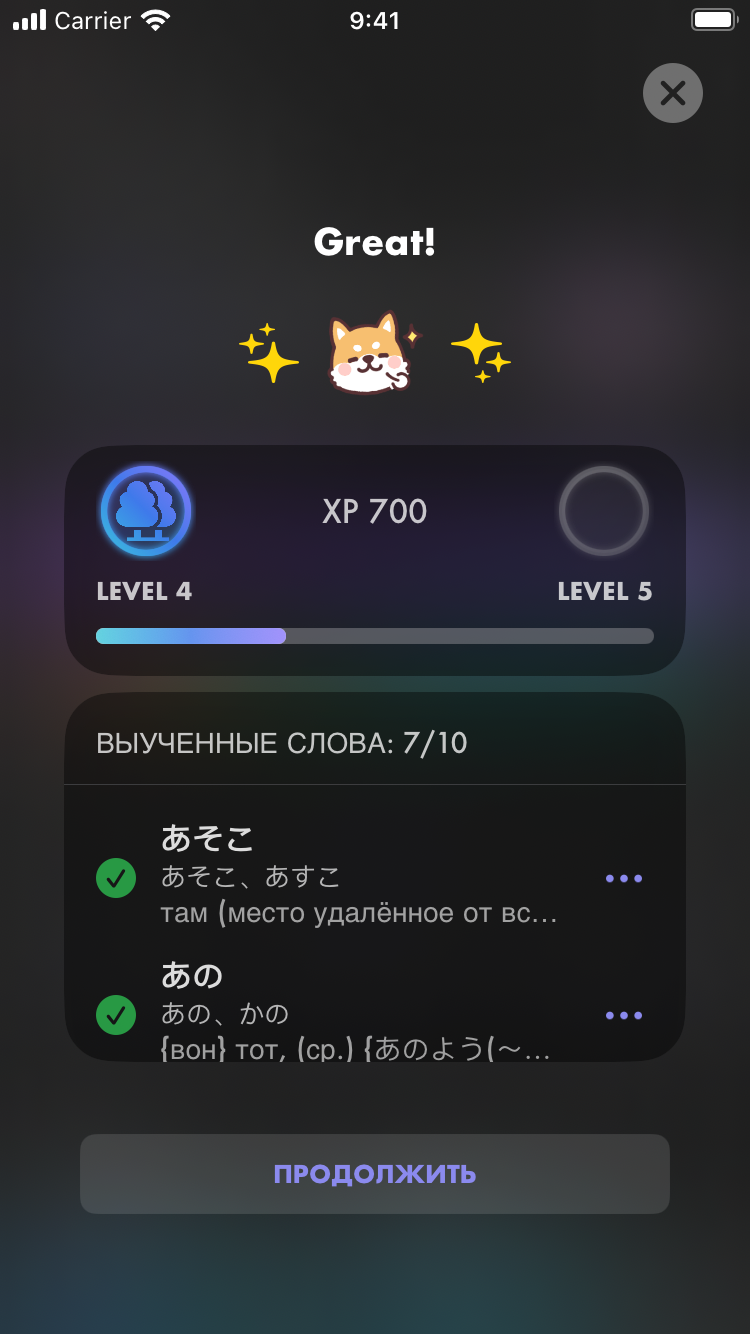 Carrier 9:41
Great!
XP 700
LEVEL 4 LEVEL 5
ВЫУЧЕННЫЕ СЛОВА: 7/10
あそこ
あそこ、あすこ
там (место удалённое от вс...
あの
あの、かの
{вон} тот, (ср.) {あのよう(〜...
ПРОДОЛЖИТЬ